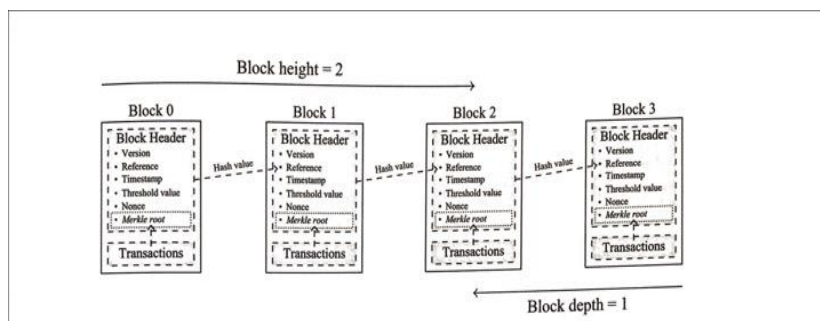 Block height = 2
Block 0
Block Header
• Version
• Reference
• Timestamp
• Threshold value
• Nonce
• Merkle root
Transactions
Hash value
Block 1
Block Header
• Version
• Reference
• Timestamp
• Threshold value
• Nonce
• Merkle root
Transactions
Hash value
Block 2
Block Header
• Version
• Reference
• Timestamp
• Threshold value
• Nonce
• Merkle root
Transactions
Hash value
Block 3
Block Header
• Version
• Reference
• Timestamp
• Threshold value
• Nonce
• Merkle root
Transactions
Block depth = 1